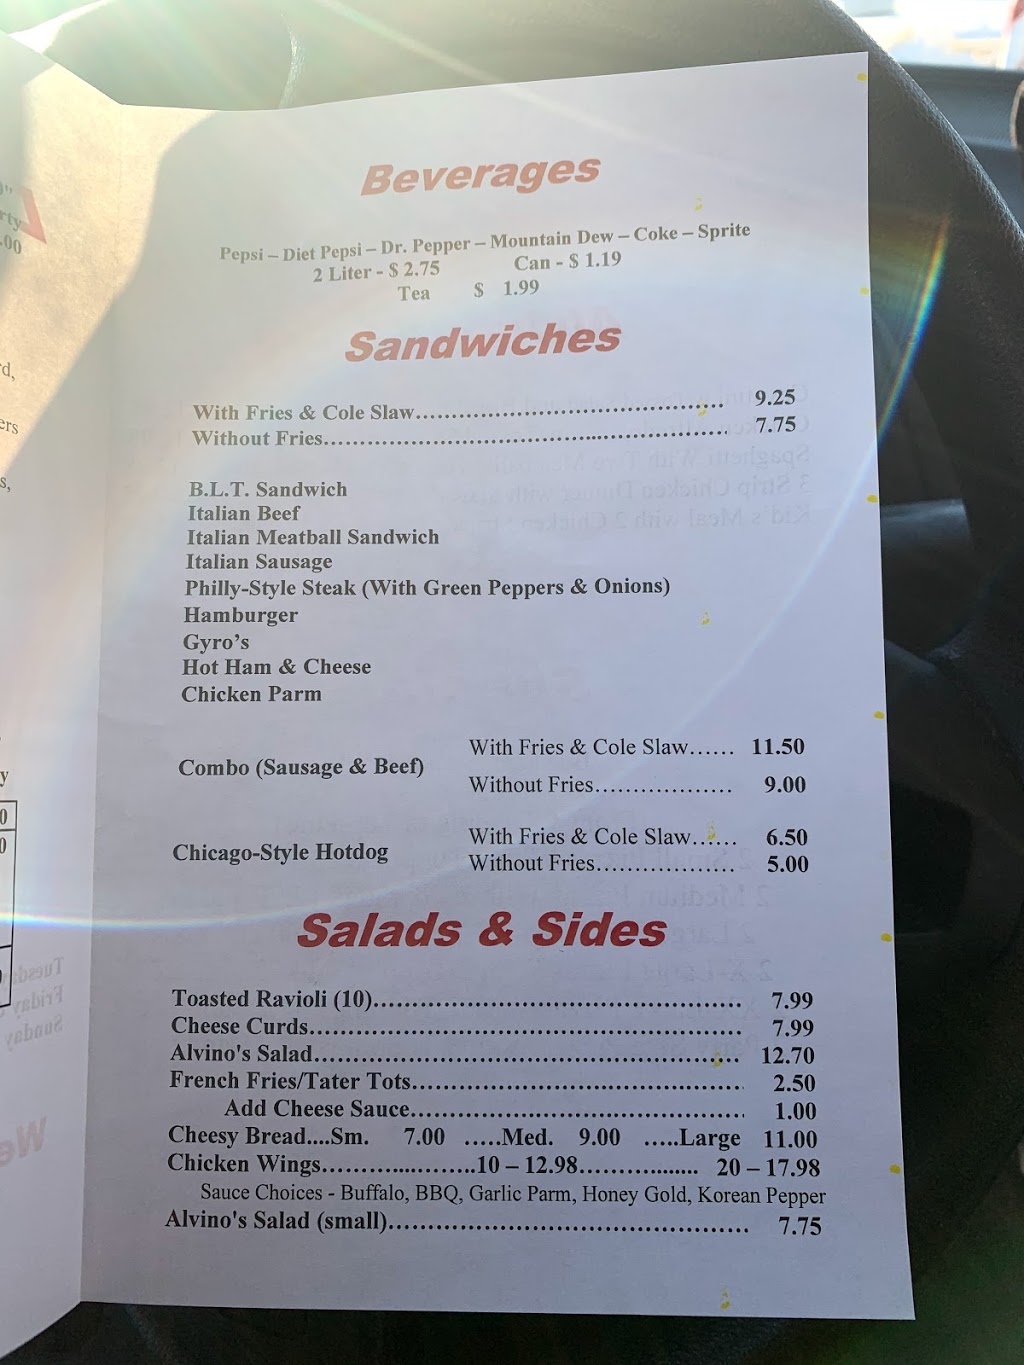 Beverages
Pepsi – Diet Pepsi – Dr. Pepper – Mountain Dew – Coke – Sprite
2 Liter - $ 2.75 Can - $ 1.19
Tea $ 1.99
Sandwiches
With Fries & Cole Slaw.......................................... 9.25
Without Fries...................................................... 7.75
B.L.T. Sandwich
Italian Beef
Italian Meatball Sandwich
Italian Sausage
Philly-Style Steak (With Green Peppers & Onions)
Hamburger
Gyro’s
Hot Ham & Cheese
Chicken Parm
Combo (Sausage & Beef)
With Fries & Cole Slaw...... 11.50
Without Fries................... 9.00
Chicago-Style Hotdog
With Fries & Cole Slaw...... 6.50
Without Fries................... 5.00
Salads & Sides
Toasted Ravioli (10)................................................... 7.99
Cheese Curds............................................................ 7.99
Alvino's Salad........................................................... 12.70
French Fries/Tater Tots.............................................. 2.50
Add Cheese Sauce.............................................. 1.00
Cheesy Bread....Sm. 7.00 .....Med. 9.00 .....Large 11.00
Chicken Wings......................10 – 12.98.................... 20 – 17.98
Sauce Choices - Buffalo, BBQ, Garlic Parm, Honey Gold, Korean Pepper
Alvino's Salad (small)................................................. 7.75